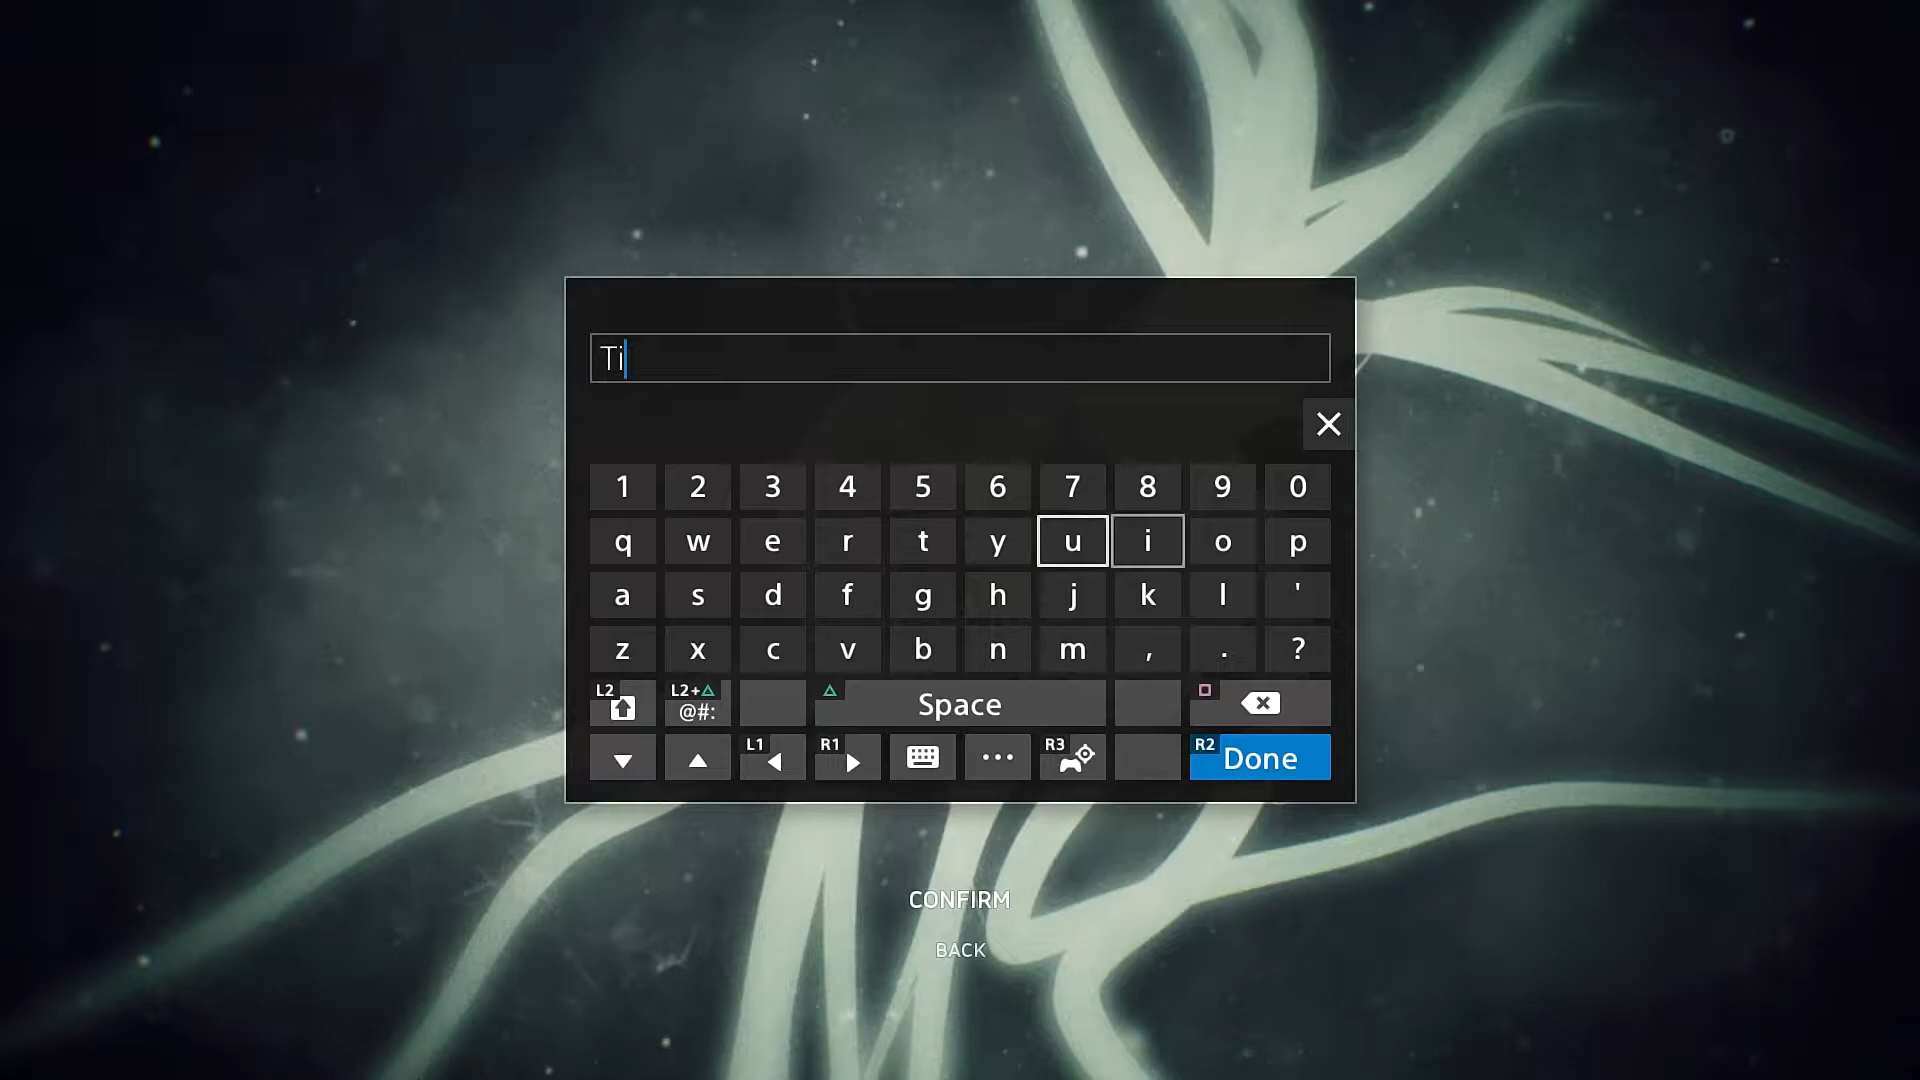 Ti
1 2 3 4 5 6 7 8 9 0
q w e r t y u i o p
a s d f g h j k l '
z x c v b n m , . ?
L2 L2+△ @#: △ Space
L1 R1 ... R3 R2 Done
CONFIRM
BACK